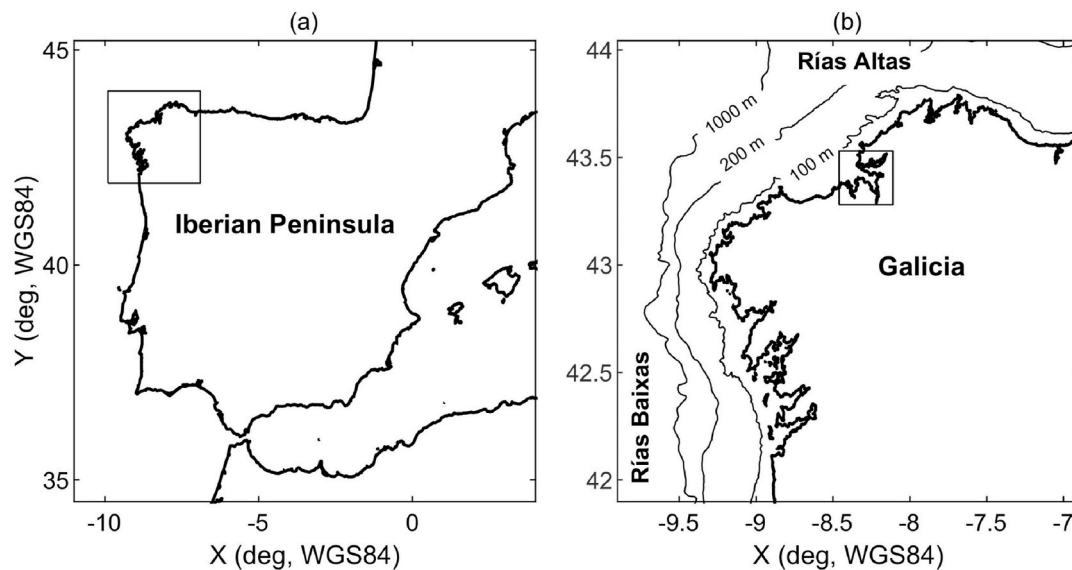 (a)
45
40
35
-10
-5
0
X (deg, WGS84)
Y (deg, WGS84)
Iberian Peninsula
(b)
44
43.5
43
42.5
42
-9.5
-9
-8.5
-8
-7.5
-7
X (deg, WGS84)
Rías Altas
1000 m
200 m
100 m
Galicia
Rías Baixas